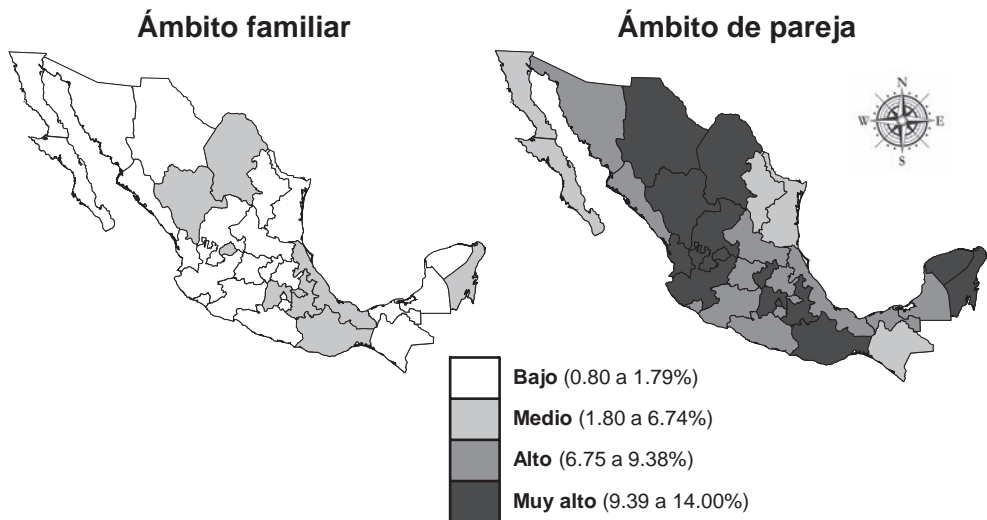 Ámbito familiar
Ámbito de pareja
N
W E
S
Bajo (0.80 a 1.79%)
Medio (1.80 a 6.74%)
Alto (6.75 a 9.38%)
Muy alto (9.39 a 14.00%)